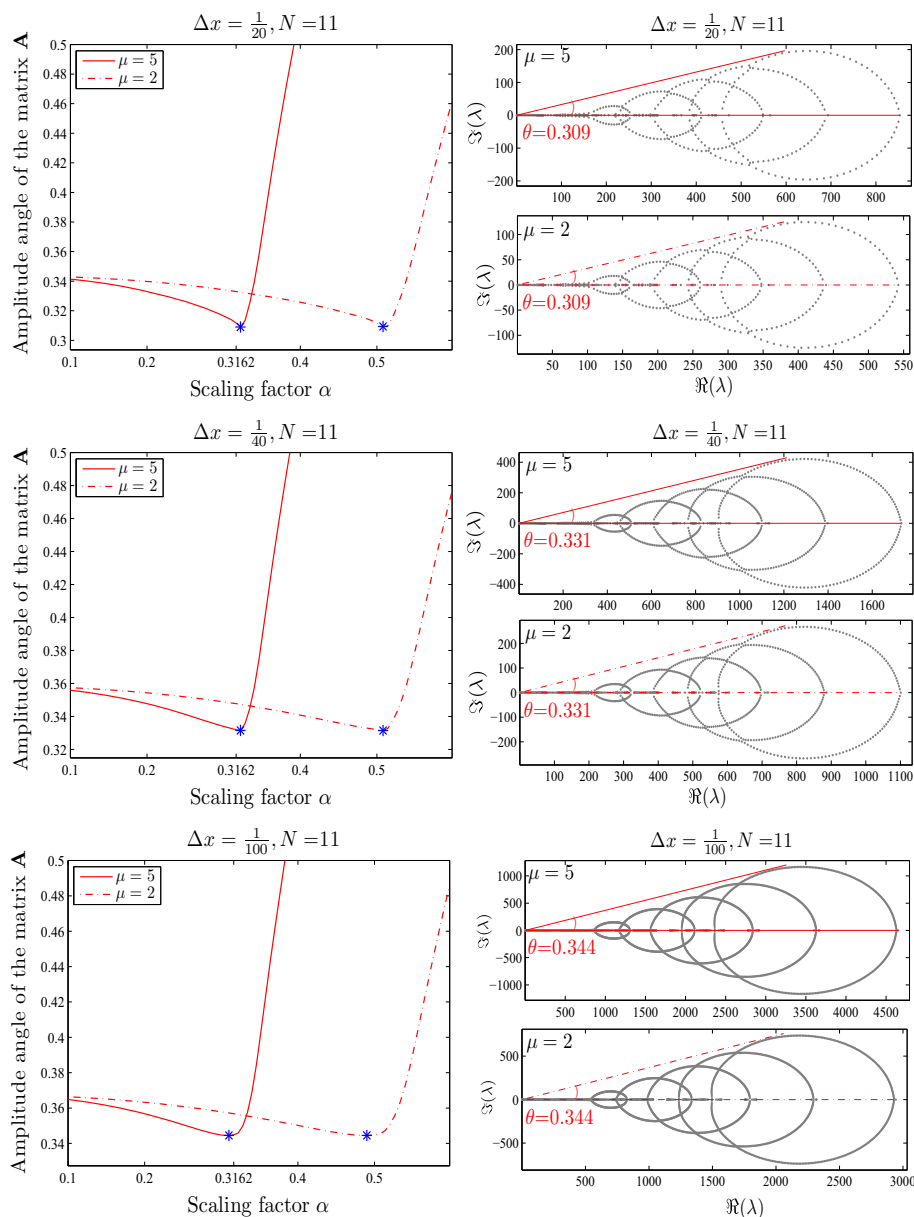 Δx = 1/20, N = 11
Amplitude angle of the matrix A
0.5
0.48
0.46
0.44
0.42
0.4
0.38
0.36
0.34
0.32
0.3
μ = 5
μ = 2
0.1 0.2 0.3162 0.4 0.5
Scaling factor α
Δx = 1/20, N = 11
μ = 5
ℑ(λ)
200
100
0
−100
−200
θ=0.309
100 200 300 400 500 600 700 800
μ = 2
ℑ(λ)
100
50
0
−50
−100
θ=0.309
50 100 150 200 250 300 350 400 450 500 550
ℜ(λ)
Δx = 1/40, N = 11
Amplitude angle of the matrix A
0.5
0.48
0.46
0.44
0.42
0.4
0.38
0.36
0.34
0.32
μ = 5
μ = 2
0.1 0.2 0.3162 0.4 0.5
Scaling factor α
Δx = 1/40, N = 11
μ = 5
ℑ(λ)
400
200
0
−200
−400
θ=0.331
200 400 600 800 1000 1200 1400 1600
μ = 2
ℑ(λ)
200
100
0
−100
−200
θ=0.331
100 200 300 400 500 600 700 800 900 1000 1100
ℜ(λ)
Δx = 1/100, N = 11
Amplitude angle of the matrix A
0.5
0.48
0.46
0.44
0.42
0.4
0.38
0.36
0.34
μ = 5
μ = 2
0.1 0.2 0.3162 0.4 0.5
Scaling factor α
Δx = 1/100, N = 11
μ = 5
ℑ(λ)
1000
500
0
−500
−1000
θ=0.344
500 1000 1500 2000 2500 3000 3500 4000 4500
μ = 2
ℑ(λ)
500
0
−500
θ=0.344
500 1000 1500 2000 2500 3000
ℜ(λ)